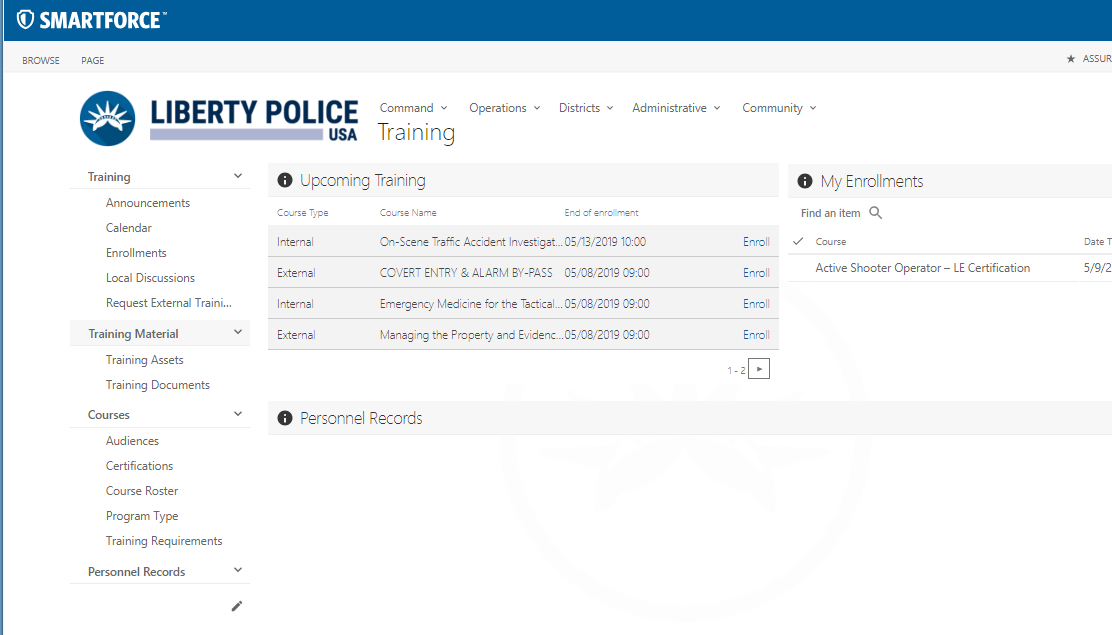 SMARTFORCE™
BROWSE PAGE ★ ASSUR
LIBERTY POLICE
USA
Command Operations Districts Administrative Community
Training
Training
Announcements
Calendar
Enrollments
Local Discussions
Request External Traini...
Training Material
Training Assets
Training Documents
Courses
Audiences
Certifications
Course Roster
Program Type
Training Requirements
Personnel Records
Upcoming Training
Course Type Course Name End of enrollment
Internal On-Scene Traffic Accident Investigat... 05/13/2019 10:00 Enroll
External COVERT ENTRY & ALARM BY-PASS 05/08/2019 09:00 Enroll
Internal Emergency Medicine for the Tactical... 05/08/2019 09:00 Enroll
External Managing the Property and Evidenc... 05/08/2019 09:00 Enroll
1 - 2
My Enrollments
Find an item
Course Date T
Active Shooter Operator – LE Certification 5/9/2
Personnel Records